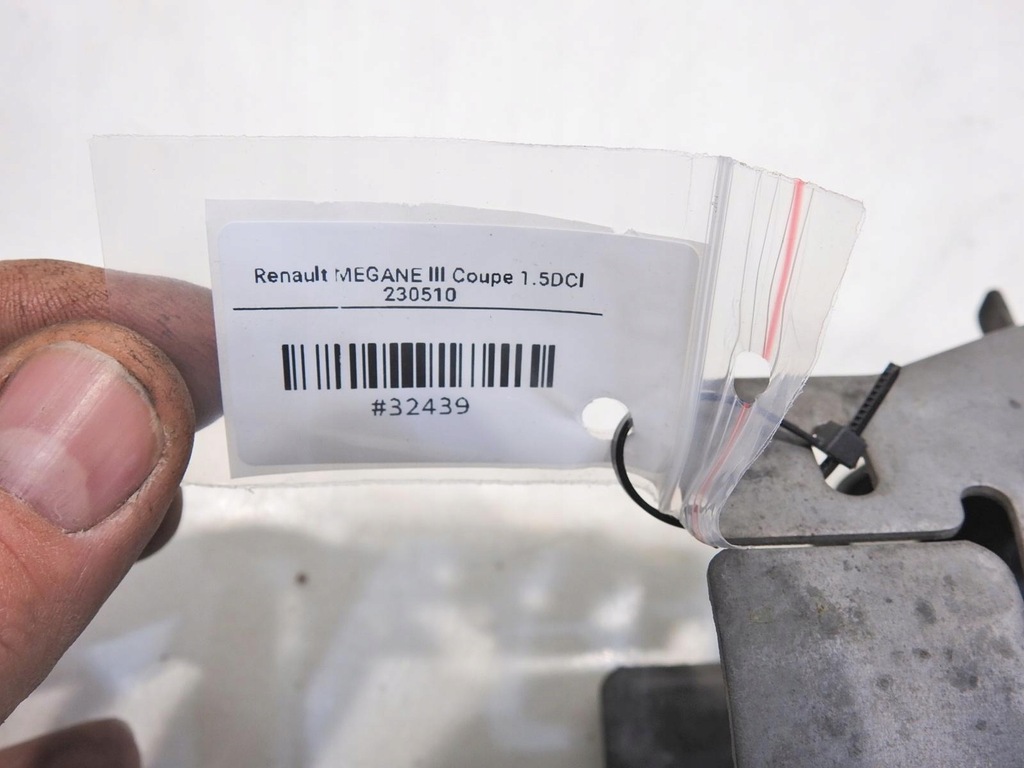 Renault MEGANE III Coupe 1.5DCI
230510
#32439